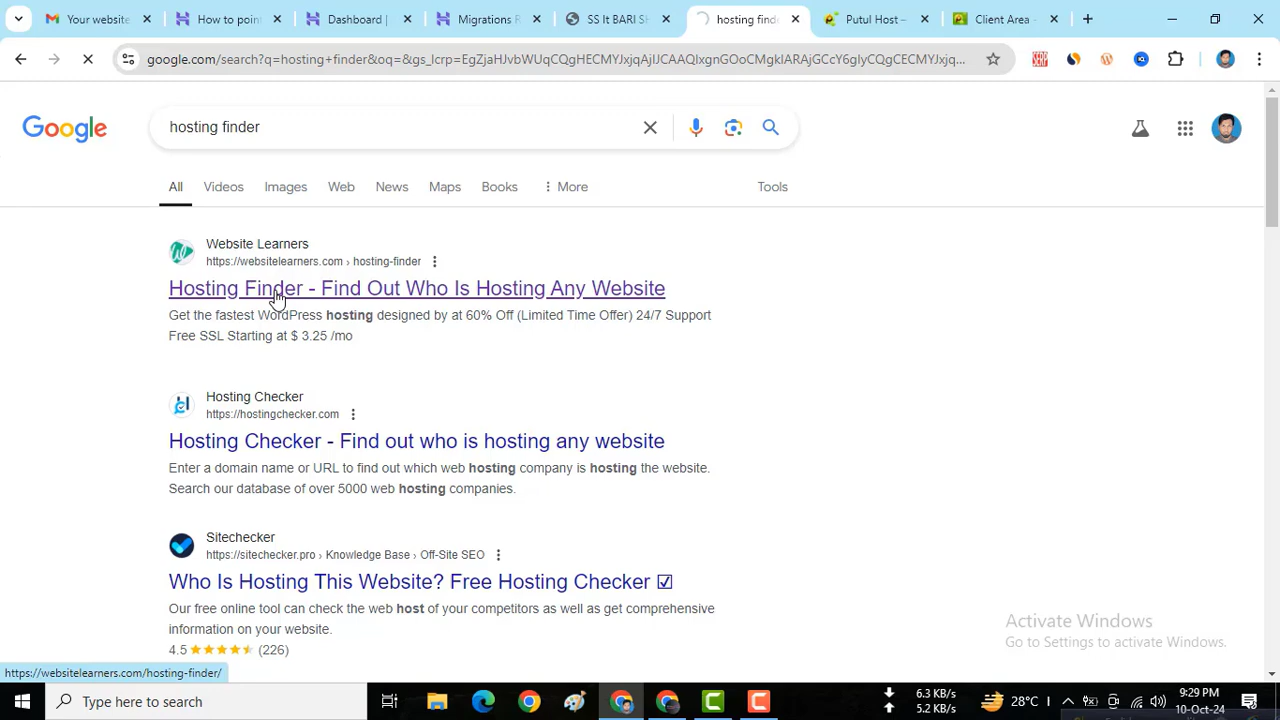 Your website
How to poin
Dashboard |
Migrations R
SS It BARI SH
hosting finde
Putul Host –
Client Area -
google.com/search?q=hosting+finder&oq=&gs_lcrp=EgZjaHJvbWUqCQgHECMYJxjqAjIJCAAQIxgnGOoCMgkIARAjGCcY6gIyCQgCECMYJxjq...
Google
hosting finder
All Videos Images Web News Maps Books More Tools
Website Learners
https://websitelearners.com › hosting-finder
Hosting Finder - Find Out Who Is Hosting Any Website
Get the fastest WordPress hosting designed by at 60% Off (Limited Time Offer) 24/7 Support
Free SSL Starting at $ 3.25 /mo
Hosting Checker
https://hostingchecker.com
Hosting Checker - Find out who is hosting any website
Enter a domain name or URL to find out which web hosting company is hosting the website.
Search our database of over 5000 web hosting companies.
Sitechecker
https://sitechecker.pro › Knowledge Base › Off-Site SEO
Who Is Hosting This Website? Free Hosting Checker ☑
Our free online tool can check the web host of your competitors as well as get comprehensive
information on your website.
4.5 ★★★★★ (226)
Activate Windows
Go to Settings to activate Windows.
https://websitelearners.com/hosting-finder/
Type here to search
6.3 KB/s
5.2 KB/s
28°C
9:29 PM
10-Oct-24